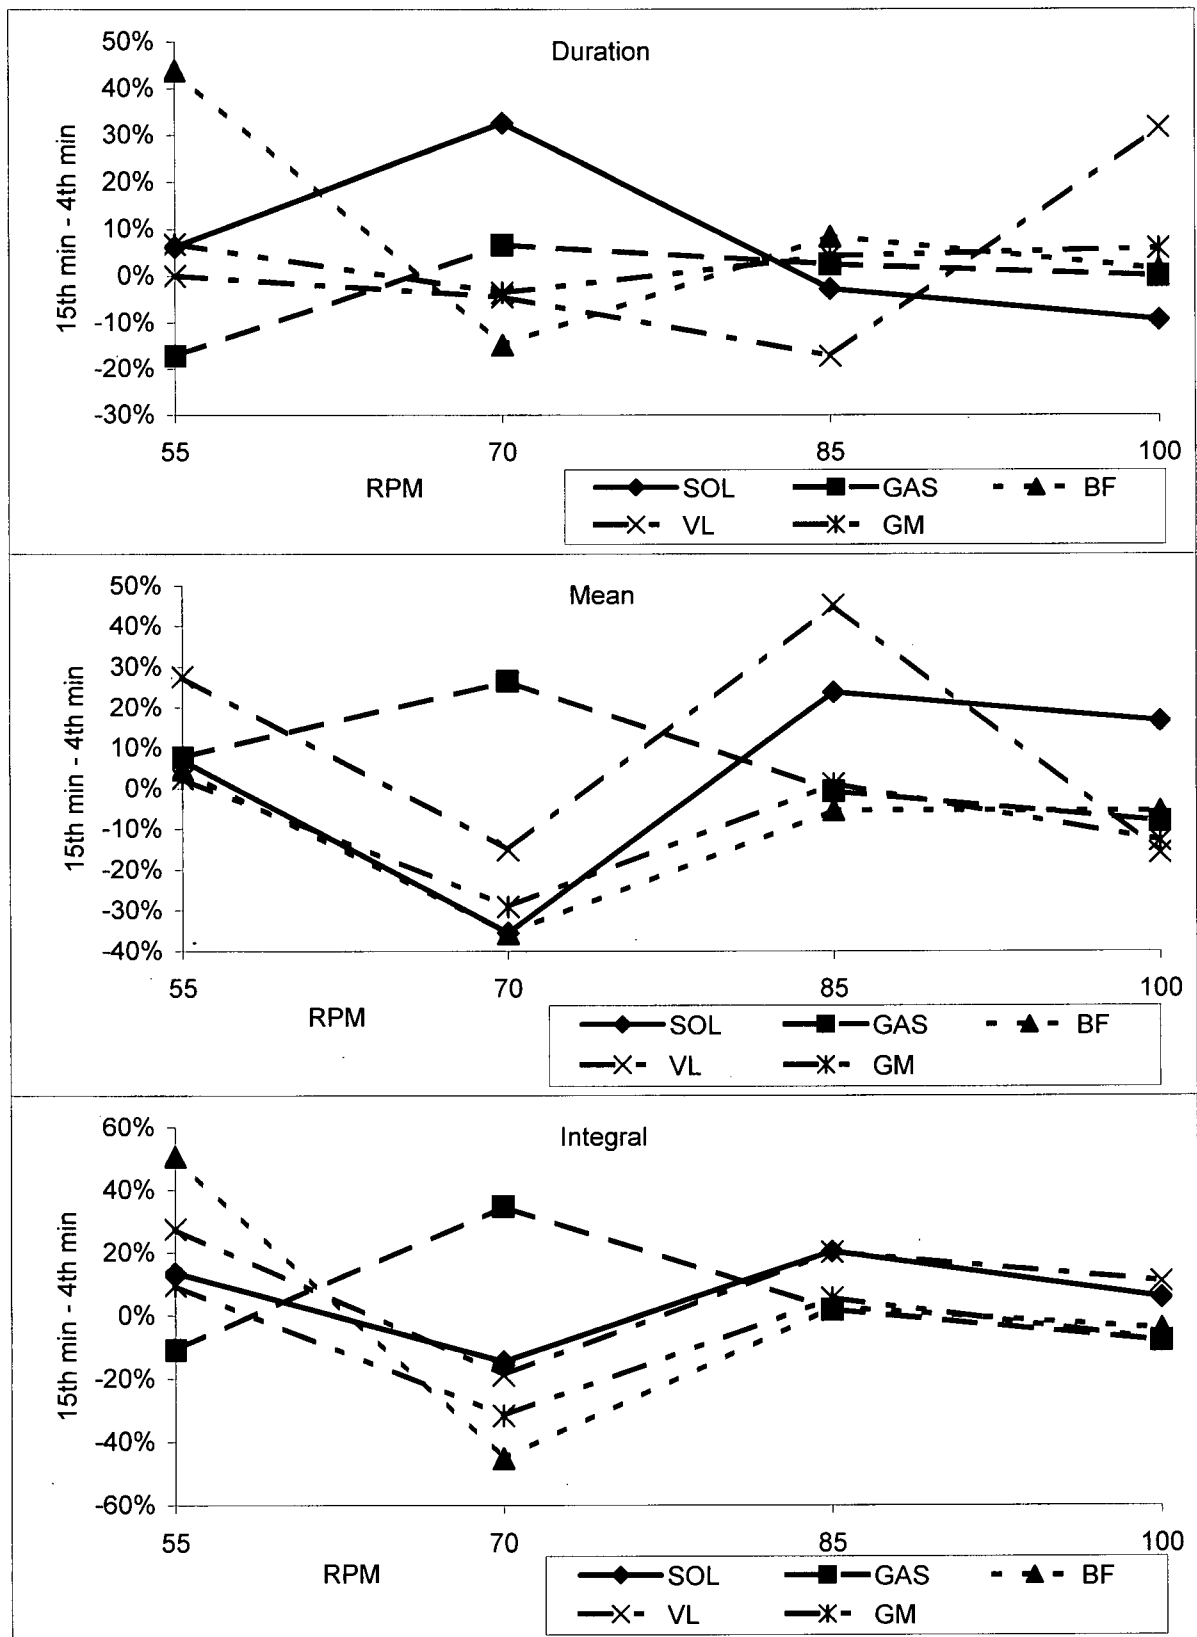 Duration
50%
40%
30%
20%
10%
0%
-10%
-20%
-30%
15th min - 4th min
55 70 85 100
RPM
SOL GAS BF
VL GM
Mean
50%
40%
30%
20%
10%
0%
-10%
-20%
-30%
-40%
15th min - 4th min
55 70 85 100
RPM
SOL GAS BF
VL GM
Integral
60%
40%
20%
0%
-20%
-40%
-60%
15th min - 4th min
55 70 85 100
RPM
SOL GAS BF
VL GM